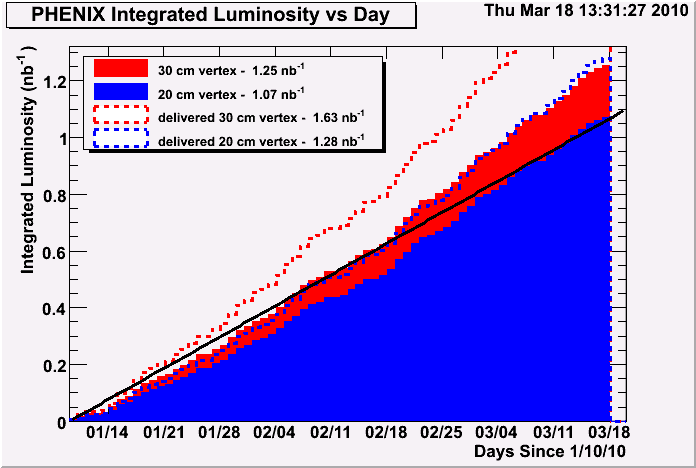 PHENIX Integrated Luminosity vs Day
Thu Mar 18 13:31:27 2010
Integrated Luminosity (nb⁻¹ )
30 cm vertex - 1.25 nb⁻¹
20 cm vertex - 1.07 nb⁻¹
delivered 30 cm vertex - 1.63 nb⁻¹
delivered 20 cm vertex - 1.28 nb⁻¹
1.2
1
0.8
0.6
0.4
0.2
0
01/14 01/21 01/28 02/04 02/11 02/18 02/25 03/04 03/11 03/18
Days Since 1/10/10